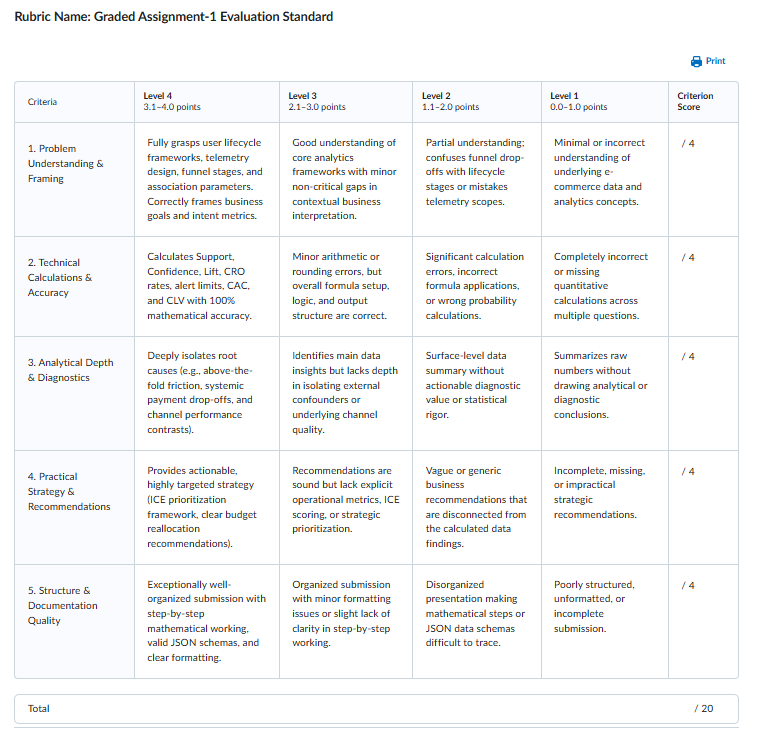 Rubric Name: Graded Assignment-1 Evaluation Standard
Print
Criteria
Level 4
3.1–4.0 points
Level 3
2.1–3.0 points
Level 2
1.1–2.0 points
Level 1
0.0–1.0 points
Criterion
Score
1. Problem
Understanding &
Framing
Fully grasps user lifecycle
frameworks, telemetry
design, funnel stages, and
association parameters.
Correctly frames business
goals and intent metrics.
Good understanding of
core analytics
frameworks with minor
non-critical gaps in
contextual business
interpretation.
Partial understanding;
confuses funnel drop-
offs with lifecycle
stages or mistakes
telemetry scopes.
Minimal or incorrect
understanding of
underlying e-
commerce data and
analytics concepts.
/ 4
2. Technical
Calculations &
Accuracy
Calculates Support,
Confidence, Lift, CRO
rates, alert limits, CAC,
and CLV with 100%
mathematical accuracy.
Minor arithmetic or
rounding errors, but
overall formula setup,
logic, and output
structure are correct.
Significant calculation
errors, incorrect
formula applications,
or wrong probability
calculations.
Completely incorrect
or missing
quantitative
calculations across
multiple questions.
/ 4
3. Analytical Depth
& Diagnostics
Deeply isolates root
causes (e.g., above-the-
fold friction, systemic
payment drop-offs, and
channel performance
contrasts).
Identifies main data
insights but lacks depth
in isolating external
confounders or
underlying channel
quality.
Surface-level data
summary without
actionable diagnostic
value or statistical
rigor.
Summarizes raw
numbers without
drawing analytical or
diagnostic
conclusions.
/ 4
4. Practical
Strategy &
Recommendations
Provides actionable,
highly targeted strategy
(ICE prioritization
framework, clear budget
reallocation
recommendations).
Recommendations are
sound but lack explicit
operational metrics, ICE
scoring, or strategic
prioritization.
Vague or generic
business
recommendations that
are disconnected from
the calculated data
findings.
Incomplete, missing,
or impractical
strategic
recommendations.
/ 4
5. Structure &
Documentation
Quality
Exceptionally well-
organized submission with
step-by-step
mathematical working,
valid JSON schemas, and
clear formatting.
Organized submission
with minor formatting
issues or slight lack of
clarity in step-by-step
working.
Disorganized
presentation making
mathematical steps or
JSON data schemas
difficult to trace.
Poorly structured,
unformatted, or
incomplete
submission.
/ 4
Total
/ 20